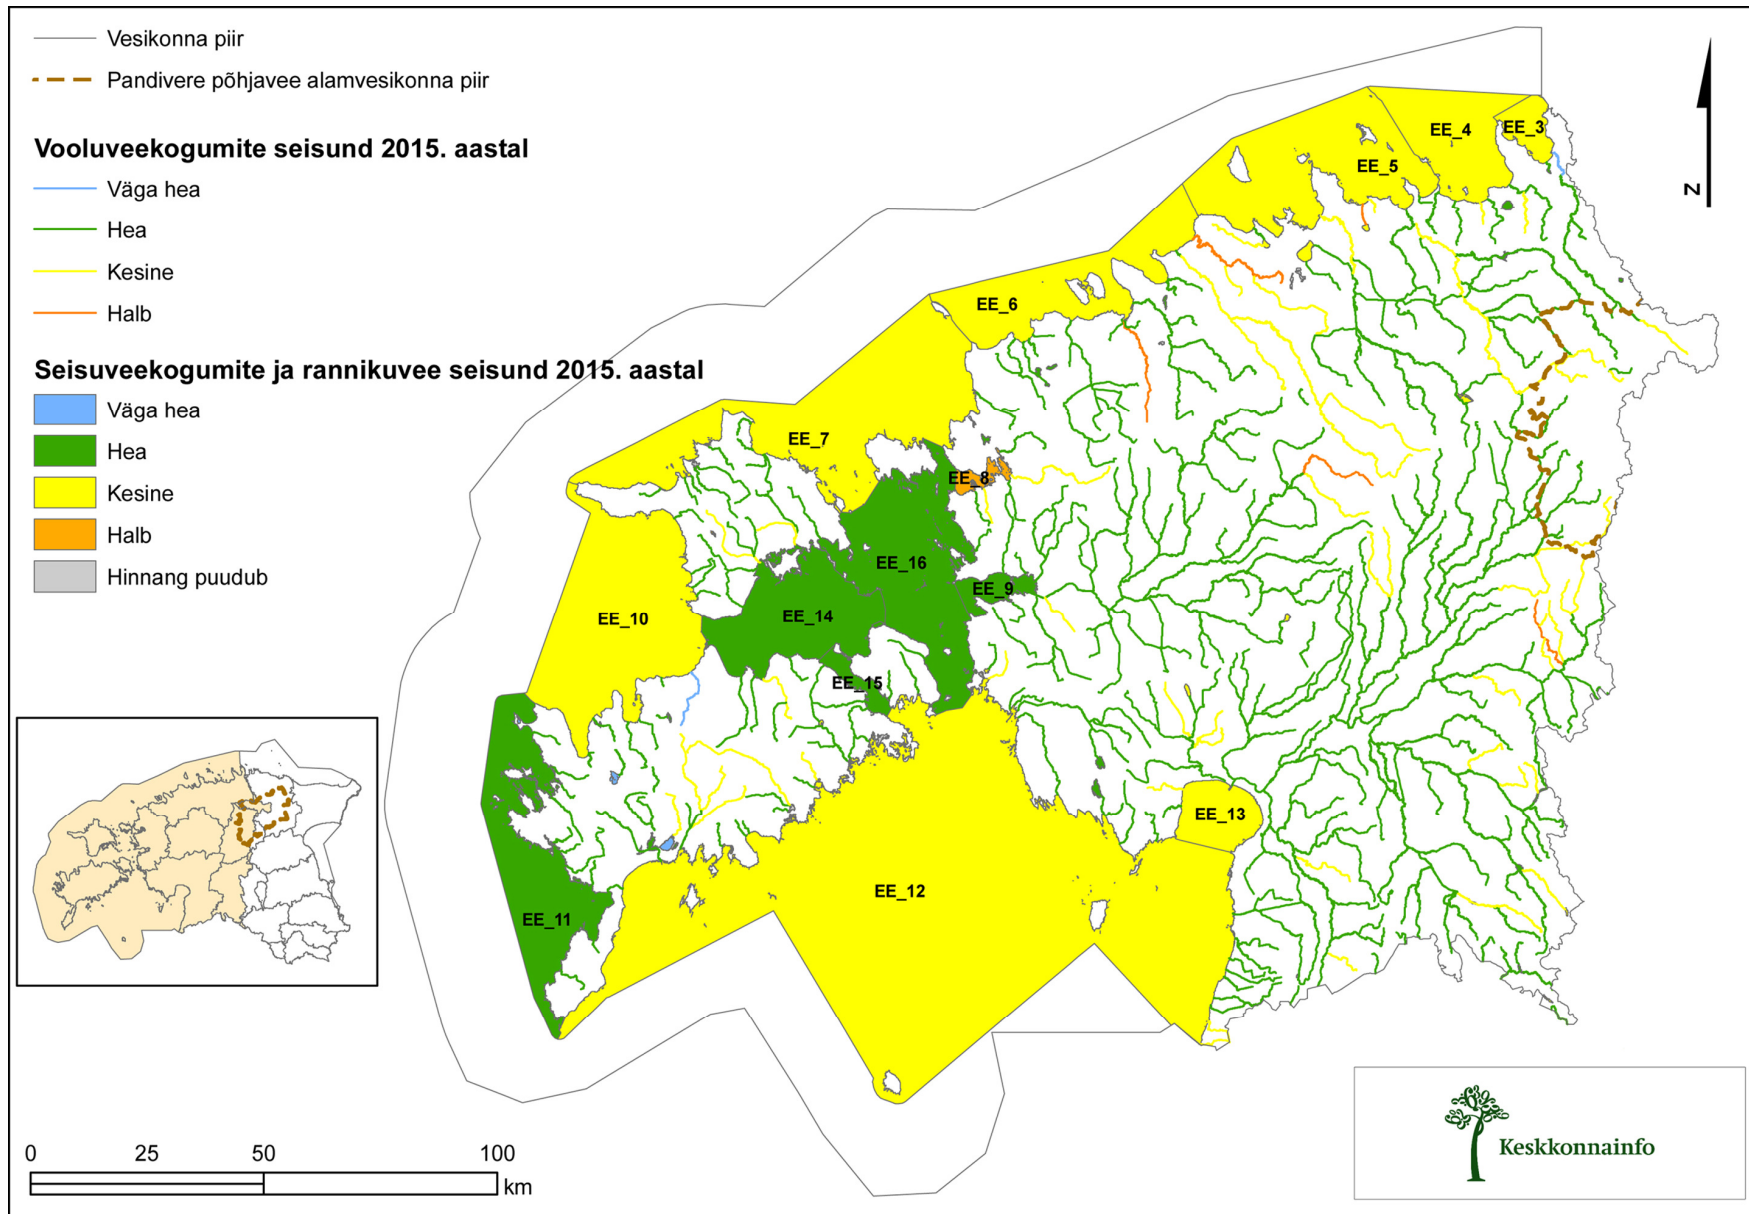 Vesikonna piir
Pandivere põhjavee alamvesikonna piir
Vooluveekogumite seisund 2015. aastal
Väga hea
Hea
Kesine
Halb
Seisuveekogumite ja rannikuvee seisund 2015. aastal
Väga hea
Hea
Kesine
Halb
Hinnang puudub
EE_3
EE_4
EE_5
EE_6
EE_7
EE_8
EE_16
EE_9
EE_14
EE_10
EE_15
EE_13
EE_12
EE_11
N
0 25 50 100
km
Keskkonnainfo